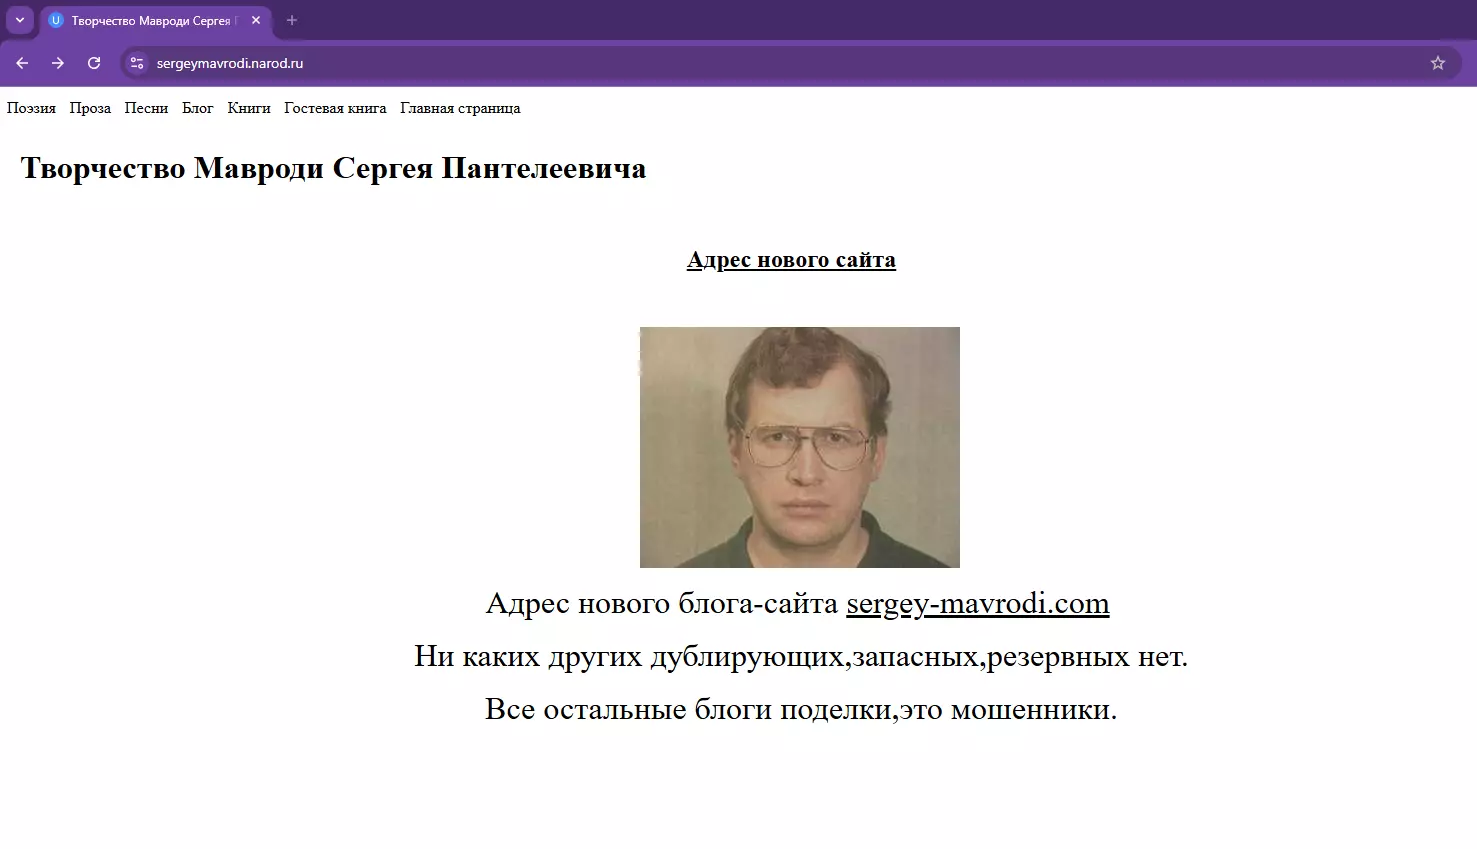 Творчество Мавроди Сергея
sergeymavrodi.narod.ru
Поэзия Проза Песни Блог Книги Гостевая книга Главная страница
Творчество Мавроди Сергея Пантелеевича
Адрес нового сайта
Адрес нового блога-сайта sergey-mavrodi.com
Ни каких других дублирующих,запасных,резервных нет.
Все остальные блоги поделки,это мошенники.